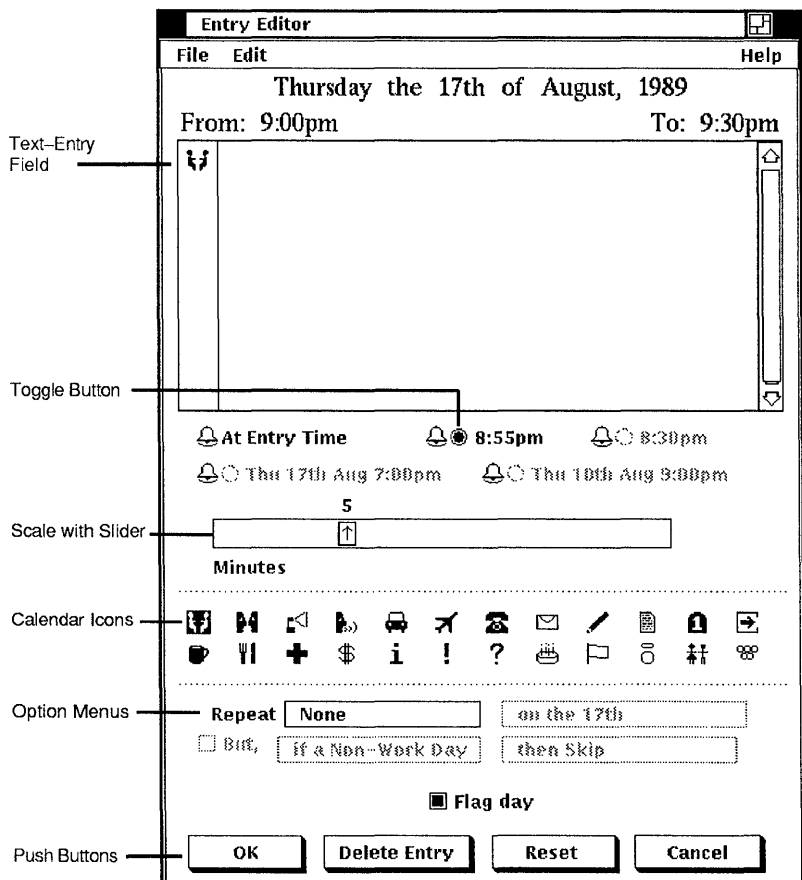 Entry Editor
File Edit Help
Thursday the 17th of August, 1989
From: 9:00pm To: 9:30pm
Text-Entry
Field
Toggle Button
At Entry Time 8:55pm 8:30pm
Thu 17th Aug 7:00pm Thu 10th Aug 9:00pm
5
Scale with Slider
Minutes
Calendar Icons
1
$ i ! ?
Option Menus Repeat None on the 17th
But, if a Non-Work Day then Skip
Flag day
Push Buttons OK Delete Entry Reset Cancel